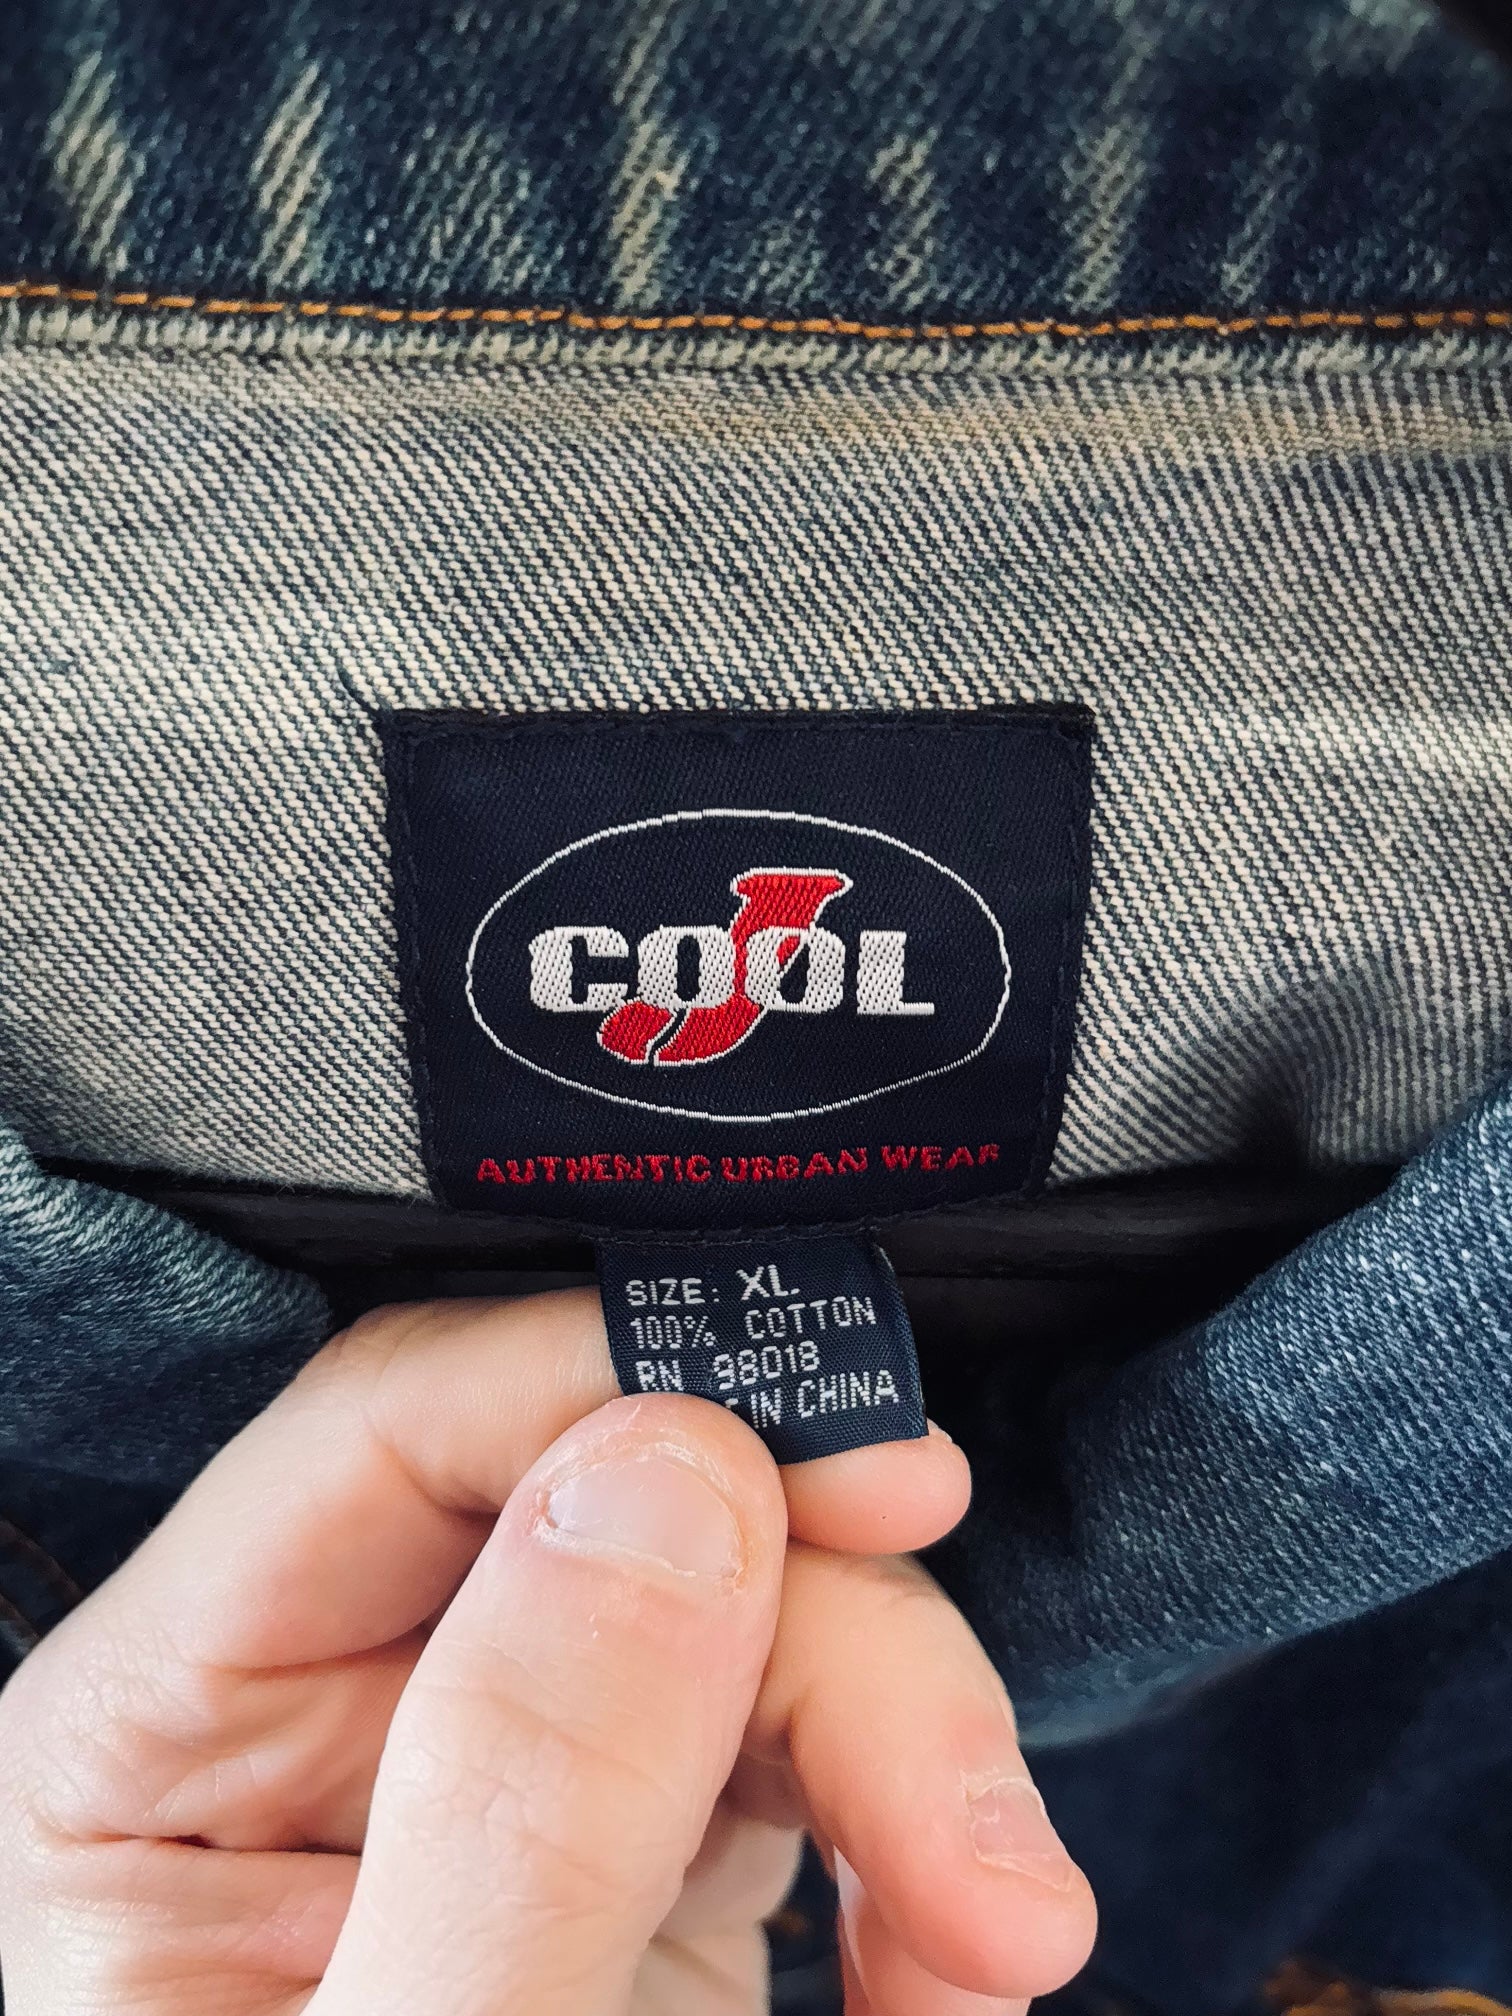 COOL
J
AUTHENTIC URBAN WEAR
SIZE: XL
100% COTTON
RN 98018
IN CHINA